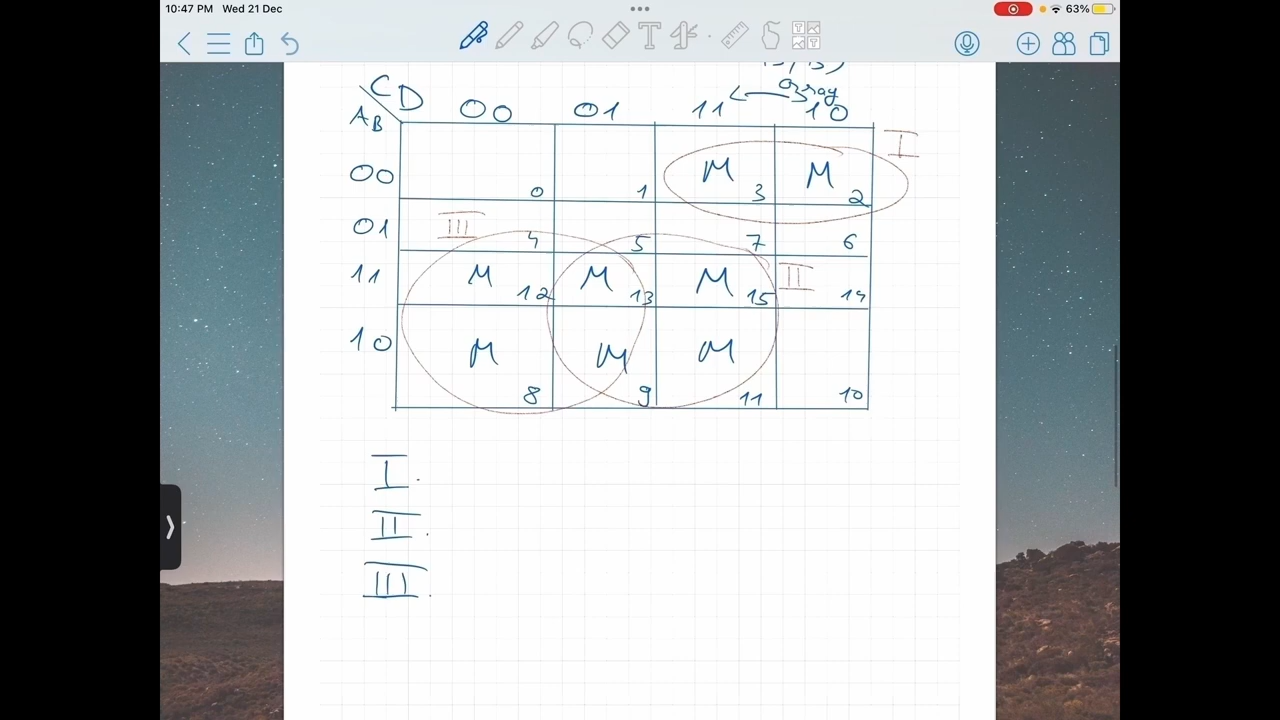 10:47 PM Wed 21 Dec
63%
oraz
CD
AB
00 01 11 10
00 0 1 M 3 M 2 I
01 III 4 5 7 6
11 M 12 M 13 M 15 II 14
10 M 8 M 9 M 11 10
I.
II.
III.